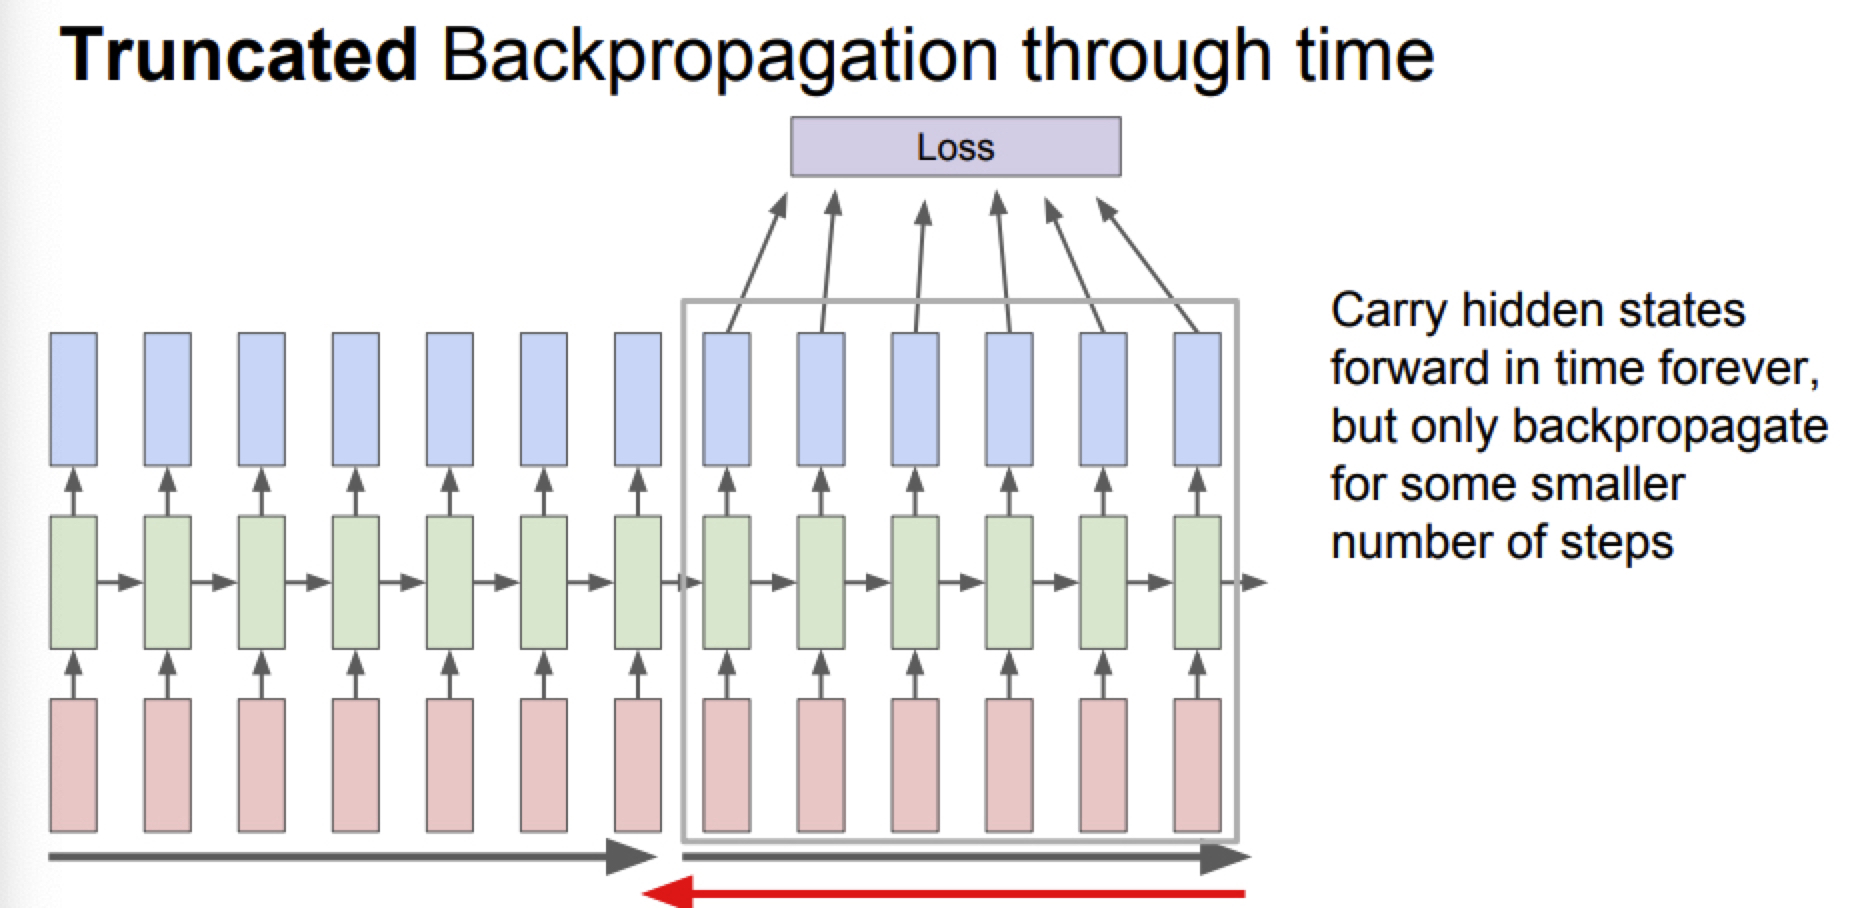 Truncated Backpropagation through time
Loss
Carry hidden states
forward in time forever,
but only backpropagate
for some smaller
number of steps